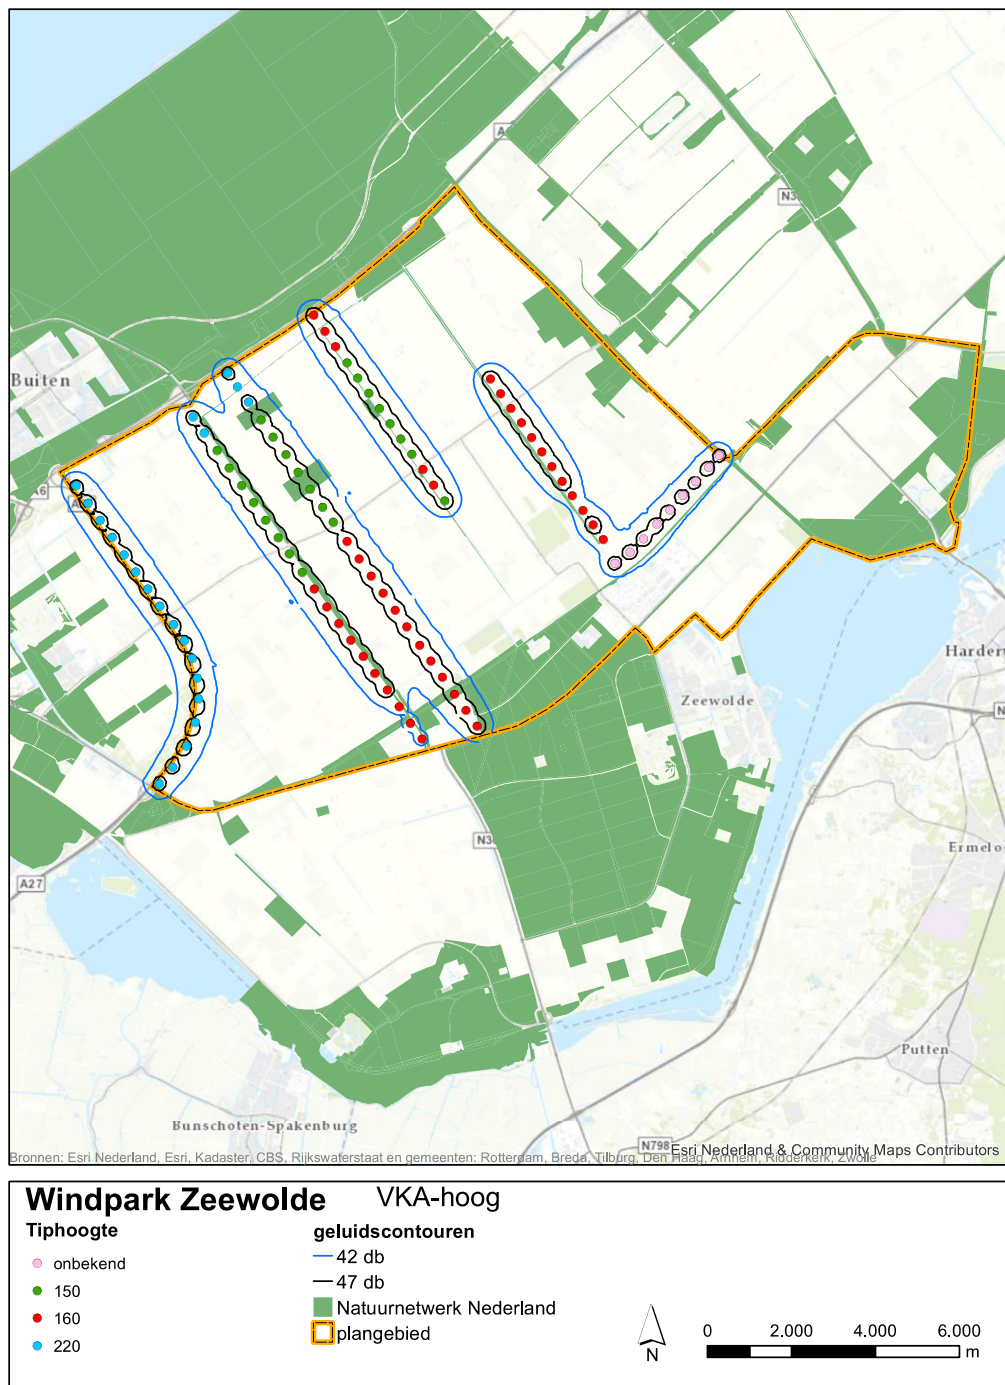 A
N3
Buiten
A6
A
Harderw
Zeewolde
N
N30
Ermelo-
A27
Putten
Bunschoten-Spakenburg
N798
Esri Nederland & Community Maps Contributors
Bronnen: Esri Nederland, Esri, Kadaster, CBS, Rijkswaterstaat en gemeenten: Rotterdam, Breda, Tilburg, Den Haag, Arnhem, Ridderkerk, Zwolle
Windpark Zeewolde VKA-hoog
Tiphoogte
onbekend
150
160
220
geluidscontouren
42 db
47 db
Natuurnetwerk Nederland
plangebied
N
0 2.000 4.000 6.000
m